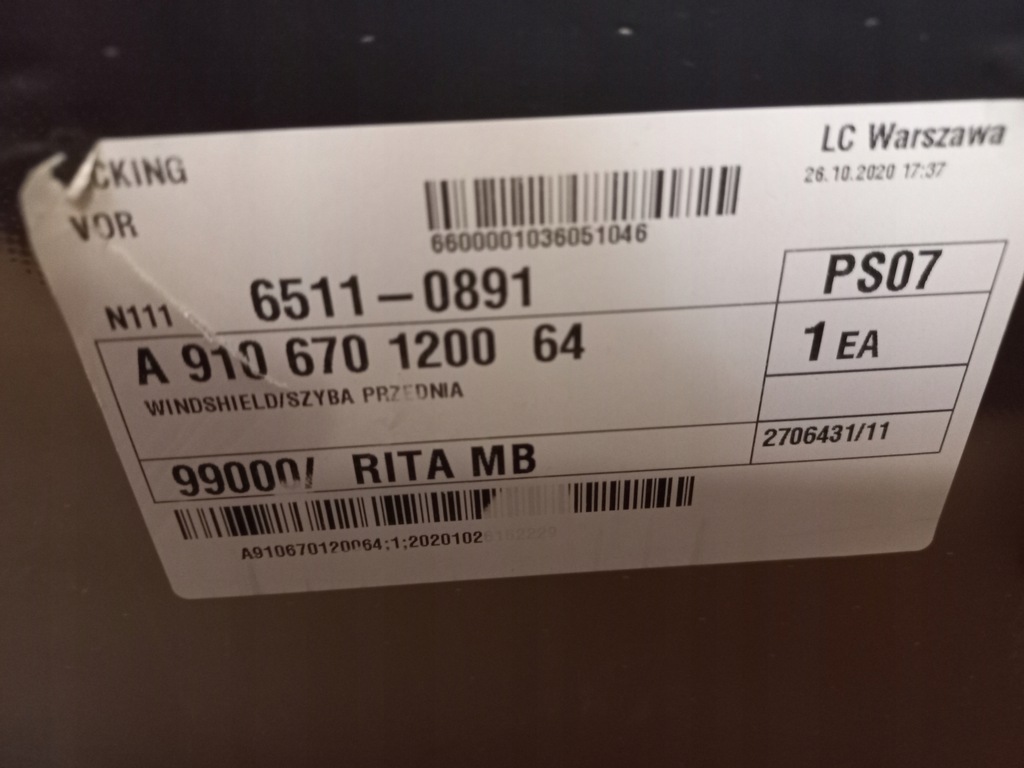 CKING
LC Warszawa
26.10.2020 17:37
VOR
6600001036051046
N111 6511-0891
PS07
A 910 670 1200 64
1 EA
WINDSHIELD/SZYBA PRZEDNIA
2706431/11
99000/ RITA MB